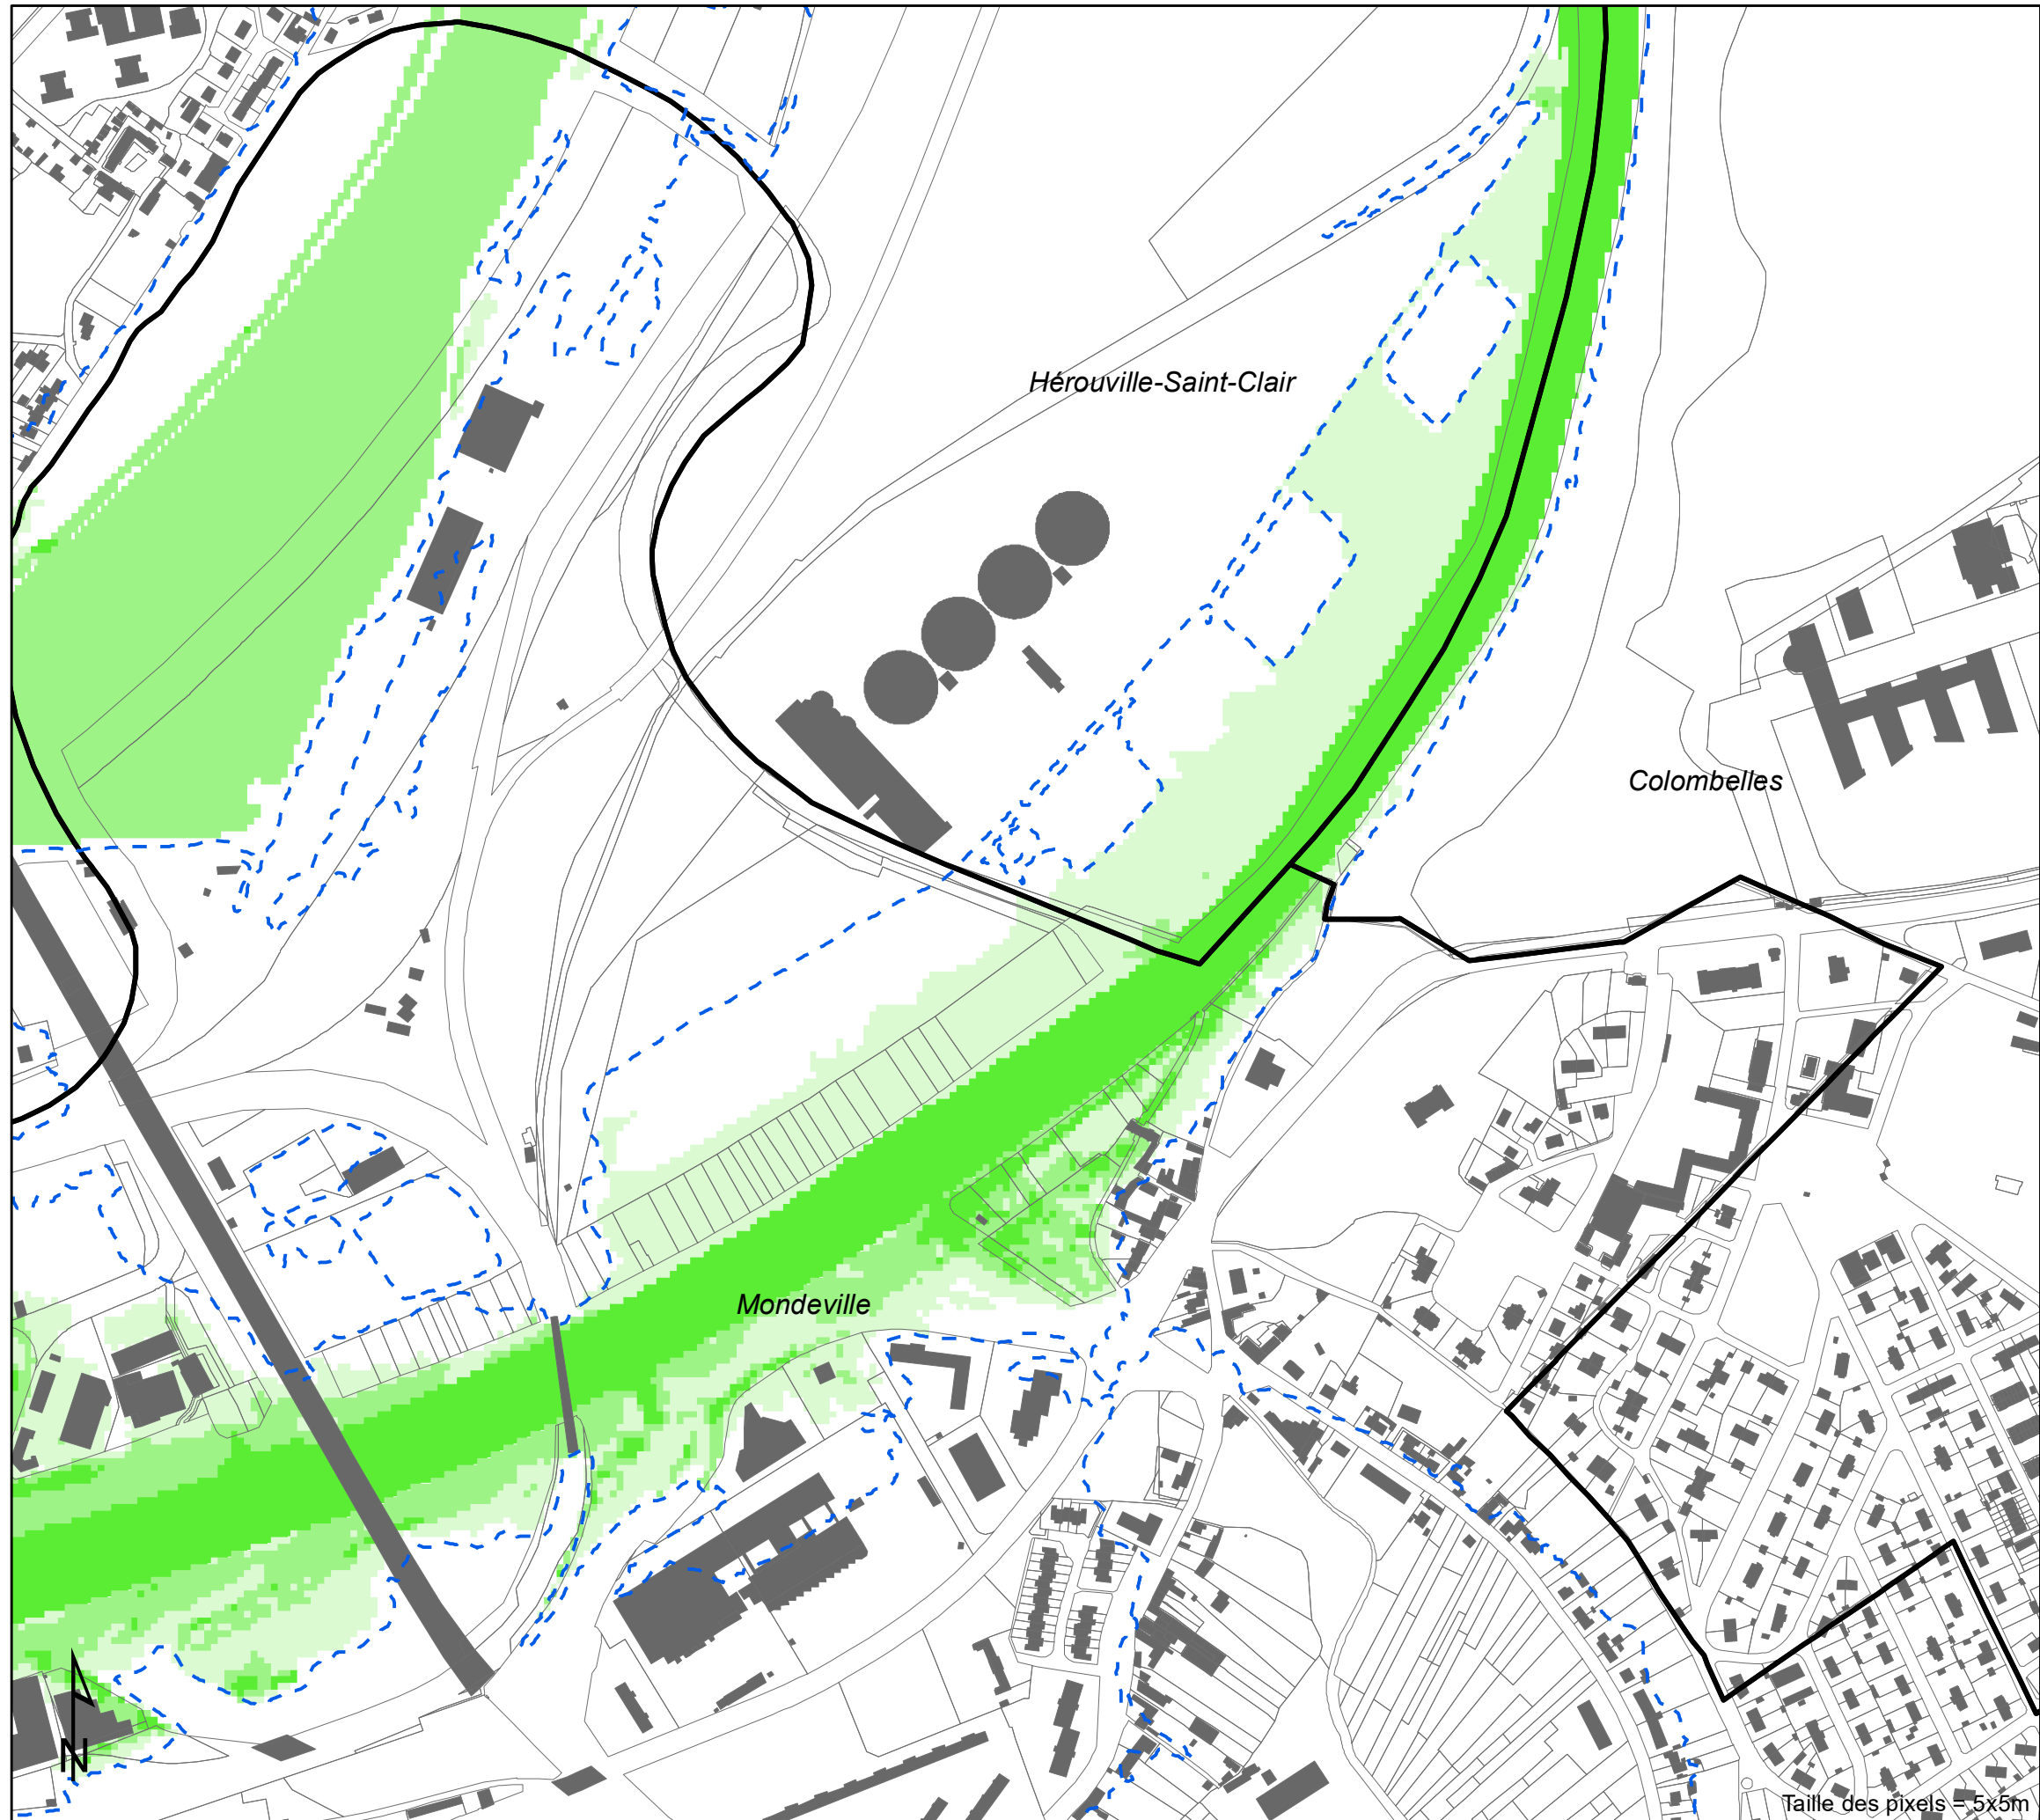 Hérouville-Saint-Clair
Colombelles
Mondeville
N
Taille des pixels = 5x5m